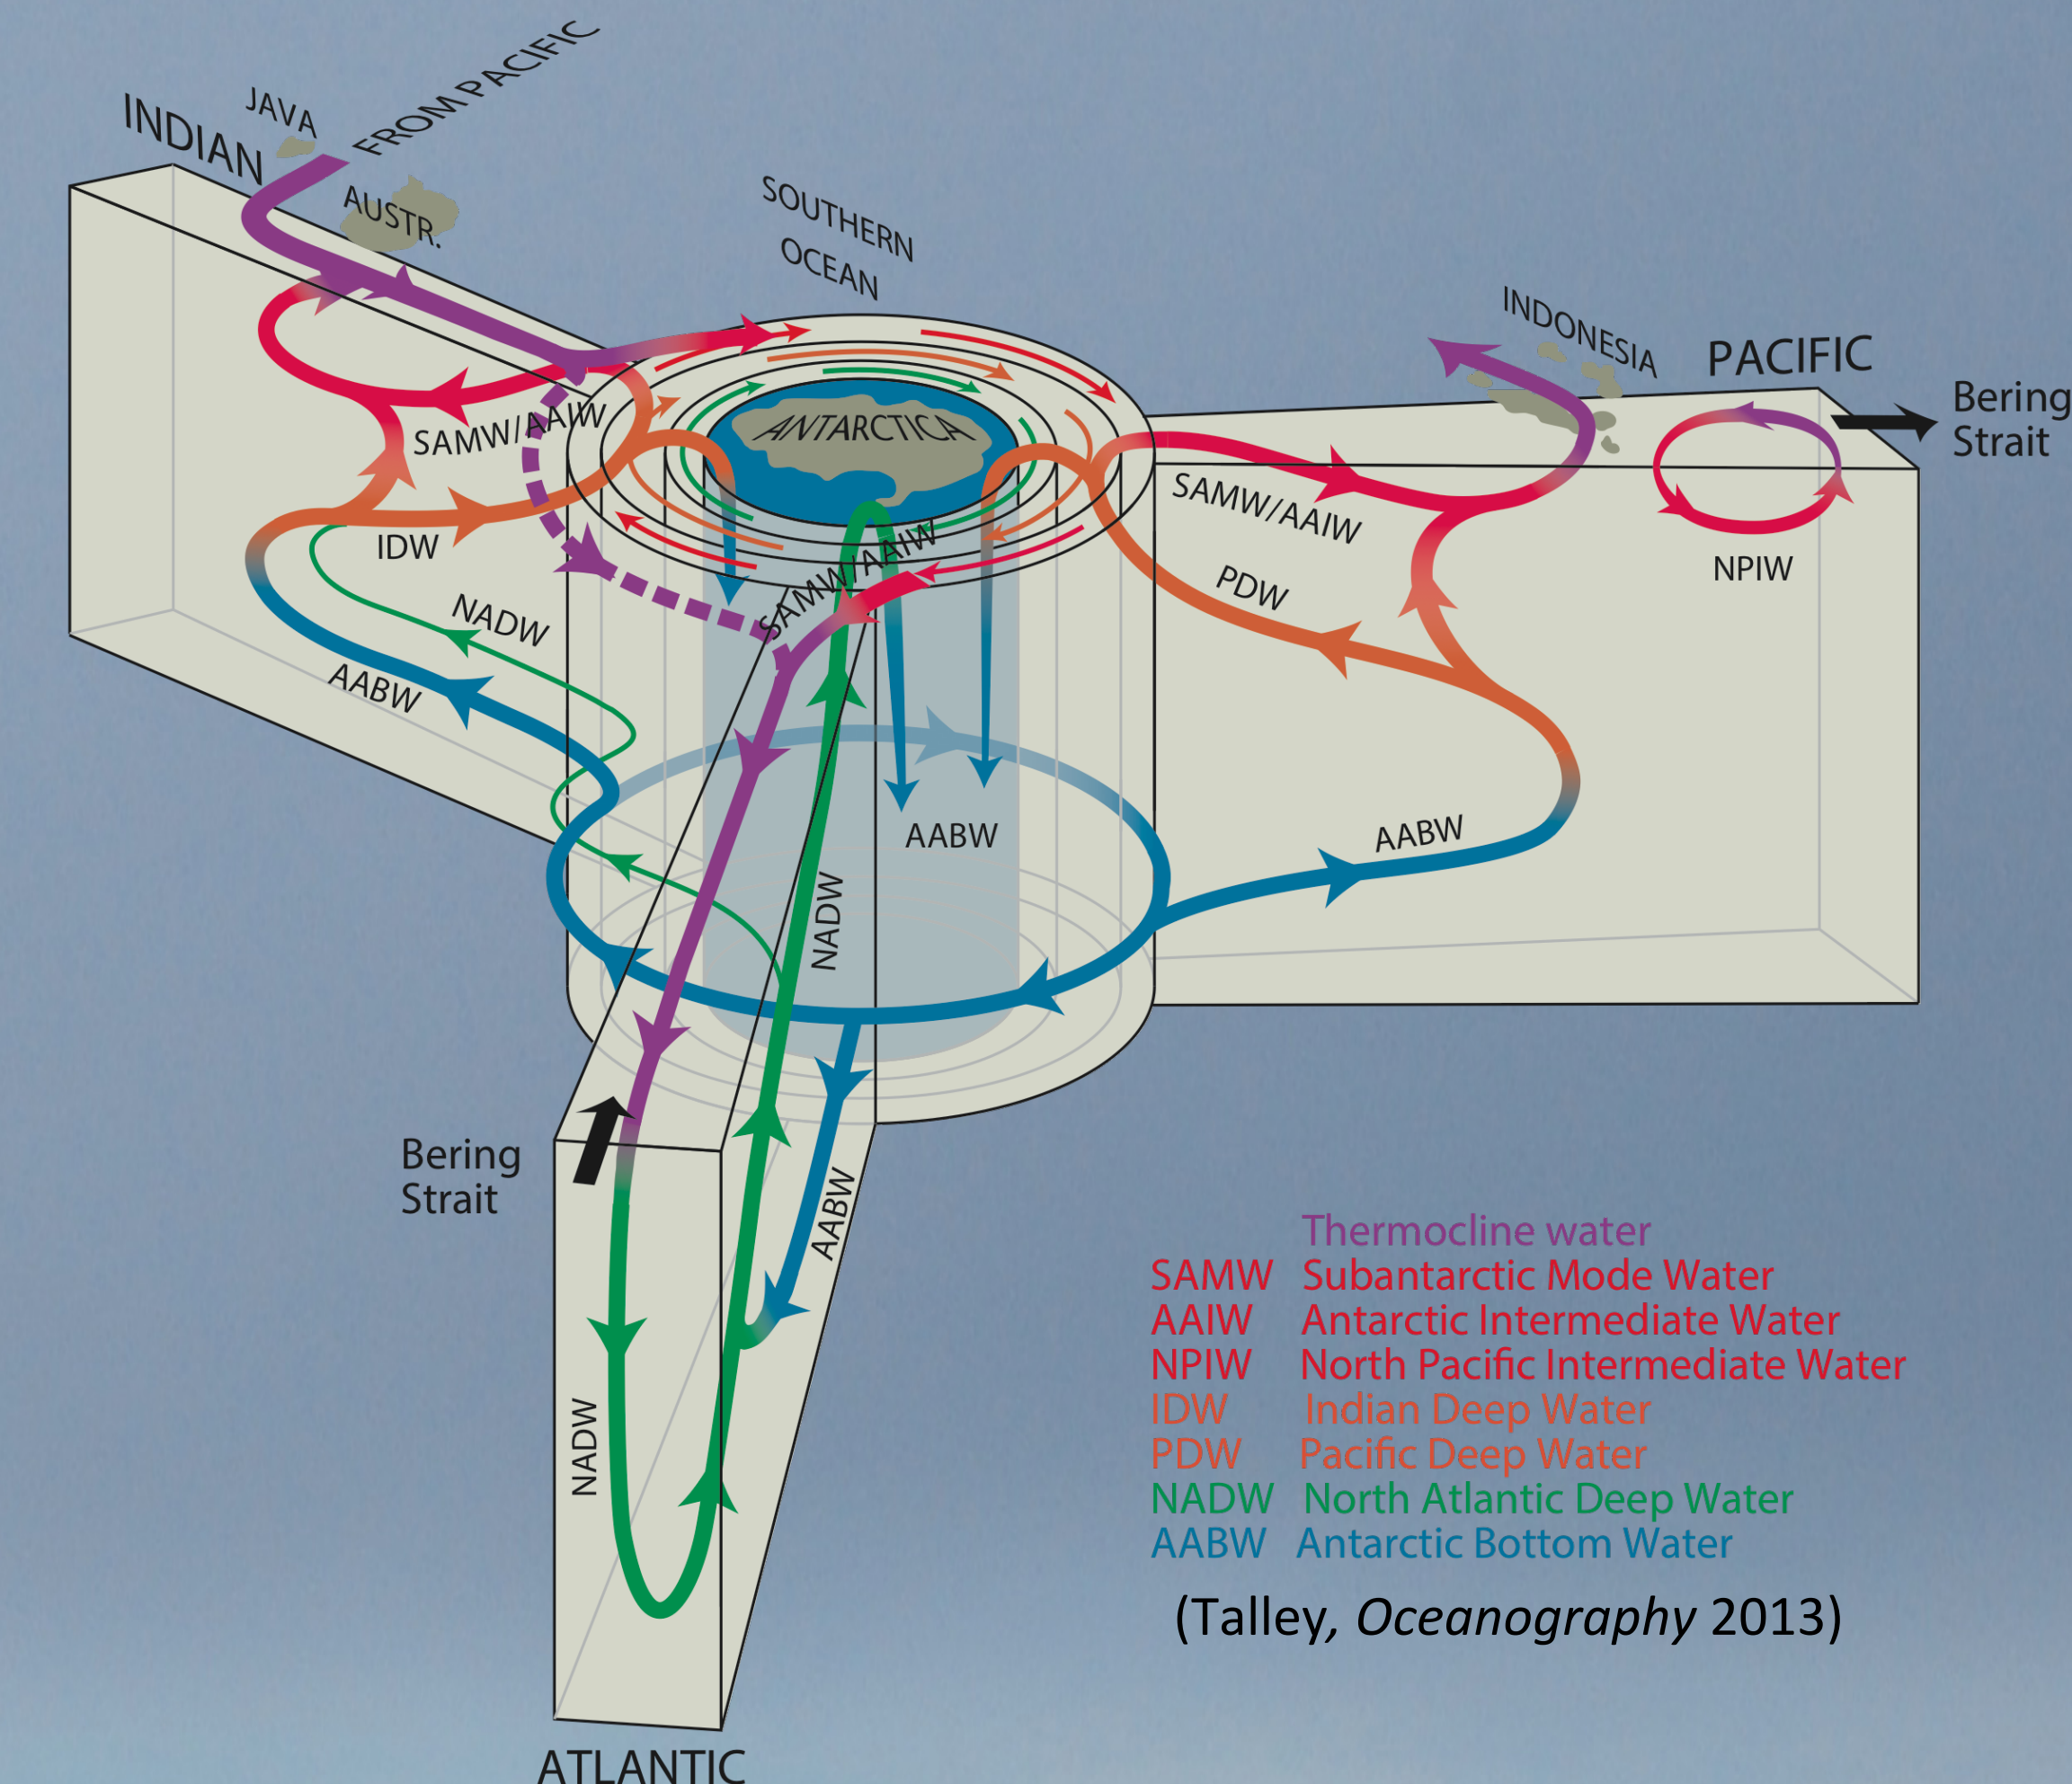 FROM PACIFIC
JAVA
INDIAN
AUSTR.
SOUTHERN
OCEAN
INDONESIA
PACIFIC
Bering
Strait
ANTARCTICA
SAMW/AAIW
SAMW/AAIW
SAMW/AAIW
IDW
NPIW
PDW
NADW
AABW
AABW
AABW
NADW
Bering
Strait
AABW
NADW
ATLANTIC
Thermocline water
SAMW Subantarctic Mode Water
AAIW Antarctic Intermediate Water
NPIW North Pacific Intermediate Water
IDW Indian Deep Water
PDW Pacific Deep Water
NADW North Atlantic Deep Water
AABW Antarctic Bottom Water
(Talley, Oceanography 2013)